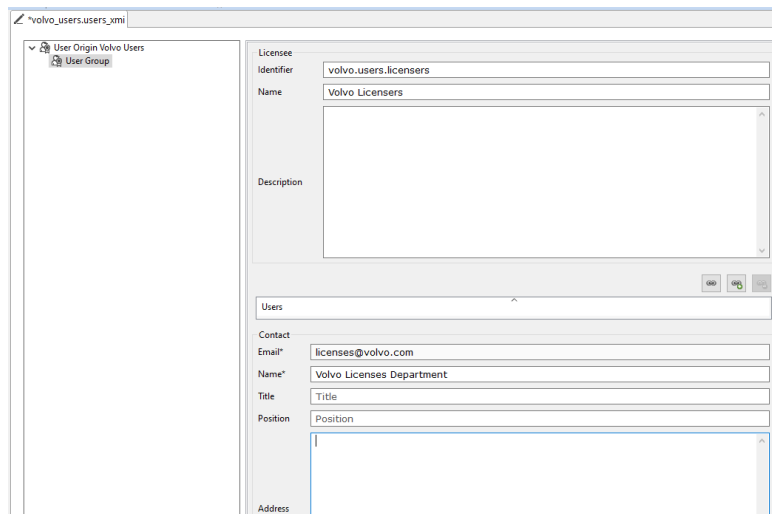 *volvo_users.users_xmi
User Origin Volvo Users
User Group
Licensee
Identifier volvo.users.licensers
Name Volvo Licensers
Description
Users
Contact
Email* licenses@volvo.com
Name* Volvo Licenses Department
Title Title
Position Position
Address